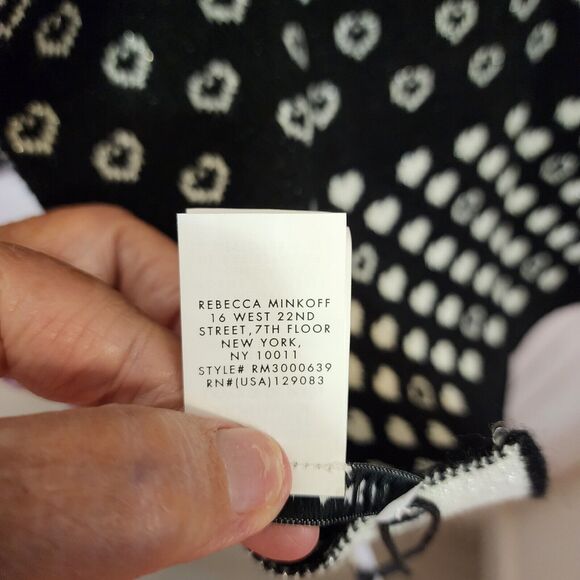 REBECCA MINKOFF
16 WEST 22ND
STREET,7TH FLOOR
NEW YORK,
NY 10011
STYLE# RM3000639
RN#(USA)129083